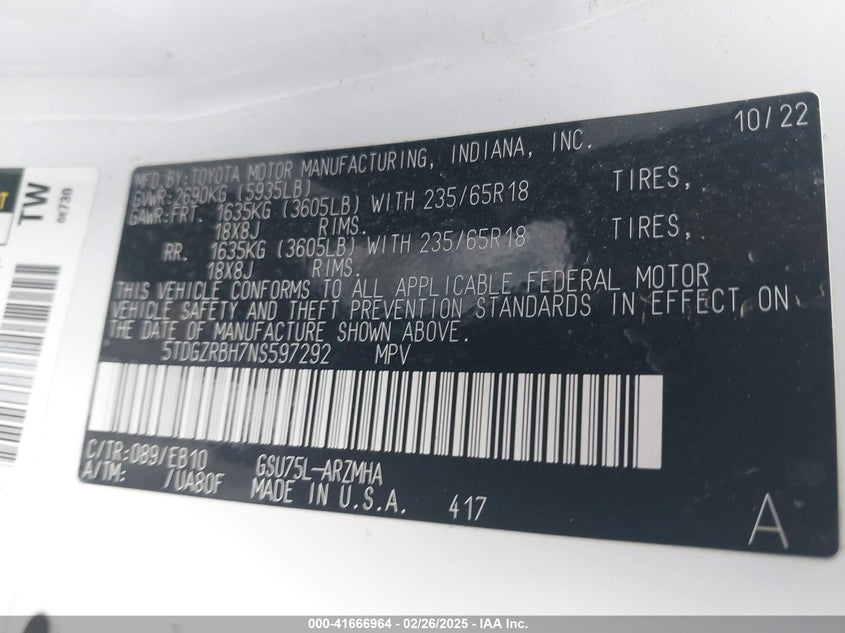 10/22
MFD.BY:TOYOTA MOTOR MANUFACTURING, INDIANA, INC.
GVWR:2690KG (5935LB)
GAWR:FRT. 1635KG (3605LB) WITH 235/65R18 TIRES,
18X8J RIMS.
RR. 1635KG (3605LB) WITH 235/65R18 TIRES,
18X8J RIMS.
THIS VEHICLE CONFORMS TO ALL APPLICABLE FEDERAL MOTOR
VEHICLE SAFETY AND THEFT PREVENTION STANDARDS IN EFFECT ON
THE DATE OF MANUFACTURE SHOWN ABOVE.
5TDGZRBH7NS597292 MPV
C/TR:089/EB10 GSU75L-ARZMHA
A/TM: /UA80F MADE IN U.S.A. 417
A
TW
000-41666964 - 02/26/2025 - IAA Inc.